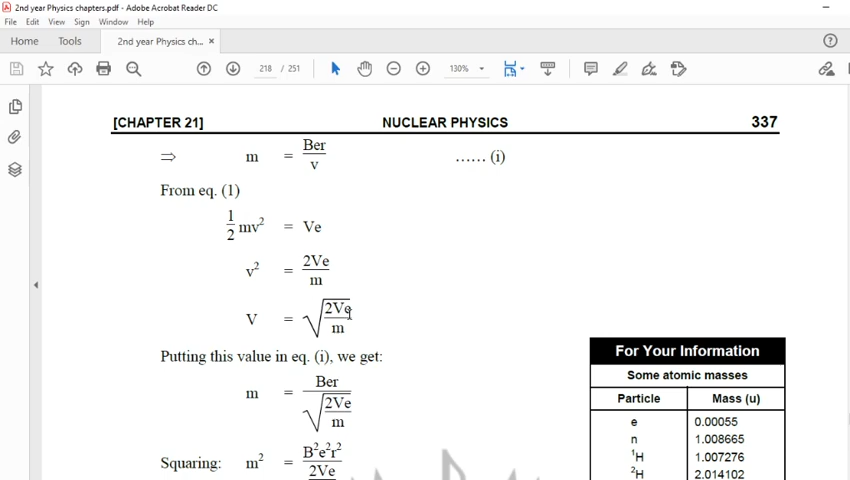 2nd year Physics chapters.pdf - Adobe Acrobat Reader DC
File Edit View Sign Window Help
Home Tools 2nd year Physics ch... ×
218 / 251 130%
[CHAPTER 21] NUCLEAR PHYSICS 337
⇒ m = Ber/v ...... (i)
From eq. (1)
1/2 mv² = Ve
v² = 2Ve/m
V = √(2Ve/m)
Putting this value in eq. (i), we get:
m = Ber/√(2Ve/m)
Squaring: m² = B²e²r²/2Ve
For Your Information
Some atomic masses
Particle Mass (u)
e 0.00055
n 1.008665
¹H 1.007276
²H 2.014102